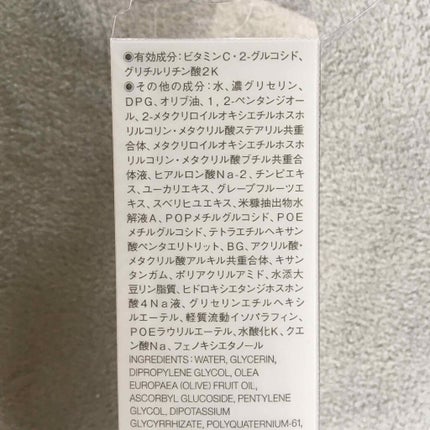 ●有効成分：ビタミンC・2-グルコシド、
グリチルリチン酸2K
●その他の成分：水、濃グリセリン、
DPG、オリブ油、1，2-ペンタンジオー
ル、2-メタクリロイルオキシエチルホスホ
リルコリン・メタクリル酸ステアリル共重
合体、2-メタクリロイルオキシエチルホス
ホリルコリン・メタクリル酸ブチル共重合
体液、ヒアルロン酸Na-2、チンピエキ
ス、ユーカリエキス、グレープフルーツエ
キス、スベリヒユエキス、米糠抽出物水
解液A、POPメチルグルコシド、POE
メチルグルコシド、テトラエチルヘキサン
酸ペンタエリトリット、BG、アクリル酸・
メタクリル酸アルキル共重合体、キサ
ンタンガム、ポリアクリルアミド、水添大
豆リン脂質、ヒドロキシエタンジホスホン
酸4Na液、グリセリンエチルヘキシ
ルエーテル、軽質流動イソパラフィン、
POEラウリルエーテル、水酸化K、クエ
ン酸Na、フェノキシエタノール
INGREDIENTS: WATER, GLYCERIN,
DIPROPYLENE GLYCOL, OLEA
EUROPAEA (OLIVE) FRUIT OIL,
ASCORBYL GLUCOSIDE, PENTYLENE
GLYCOL, DIPOTASSIUM
GLYCYRRHIZATE, POLYQUATERNIUM-61,